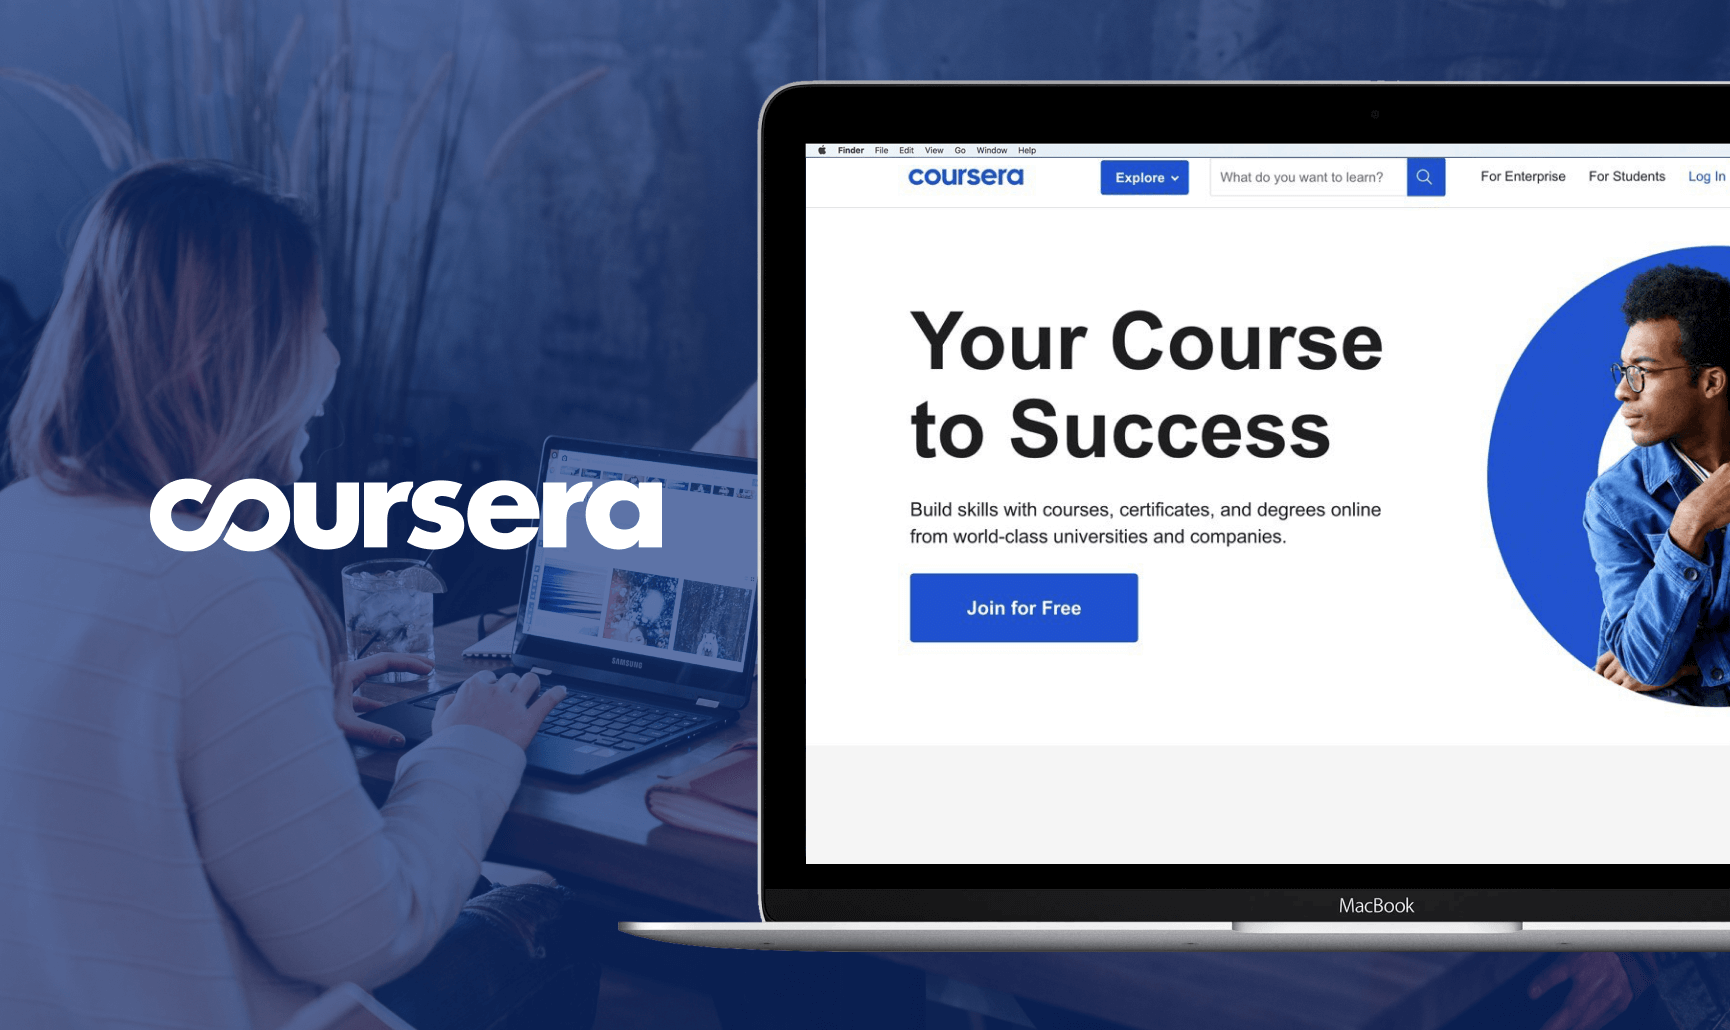 Finder File Edit View Go Window Help
coursera
Explore
What do you want to learn?
For Enterprise
For Students
Log In
Your Course
to Success
Build skills with courses, certificates, and degrees online
from world-class universities and companies.
Join for Free
coursera
SAMSUNG
MacBook